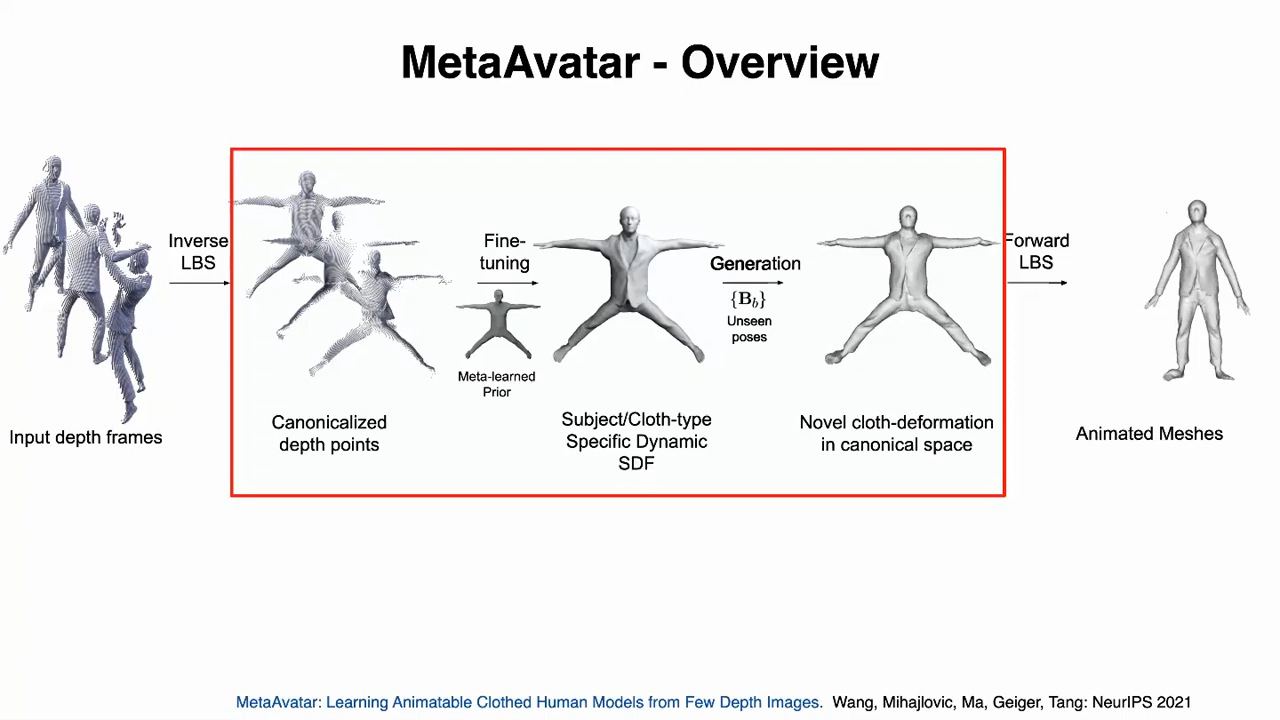 MetaAvatar - Overview
Inverse
LBS
Fine-
tuning
Meta-learned
Prior
Generation
{B_b}
Unseen
poses
Forward
LBS
Input depth frames
Canonicalized
depth points
Subject/Cloth-type
Specific Dynamic
SDF
Novel cloth-deformation
in canonical space
Animated Meshes
MetaAvatar: Learning Animatable Clothed Human Models from Few Depth Images. Wang, Mihajlovic, Ma, Geiger, Tang: NeurIPS 2021